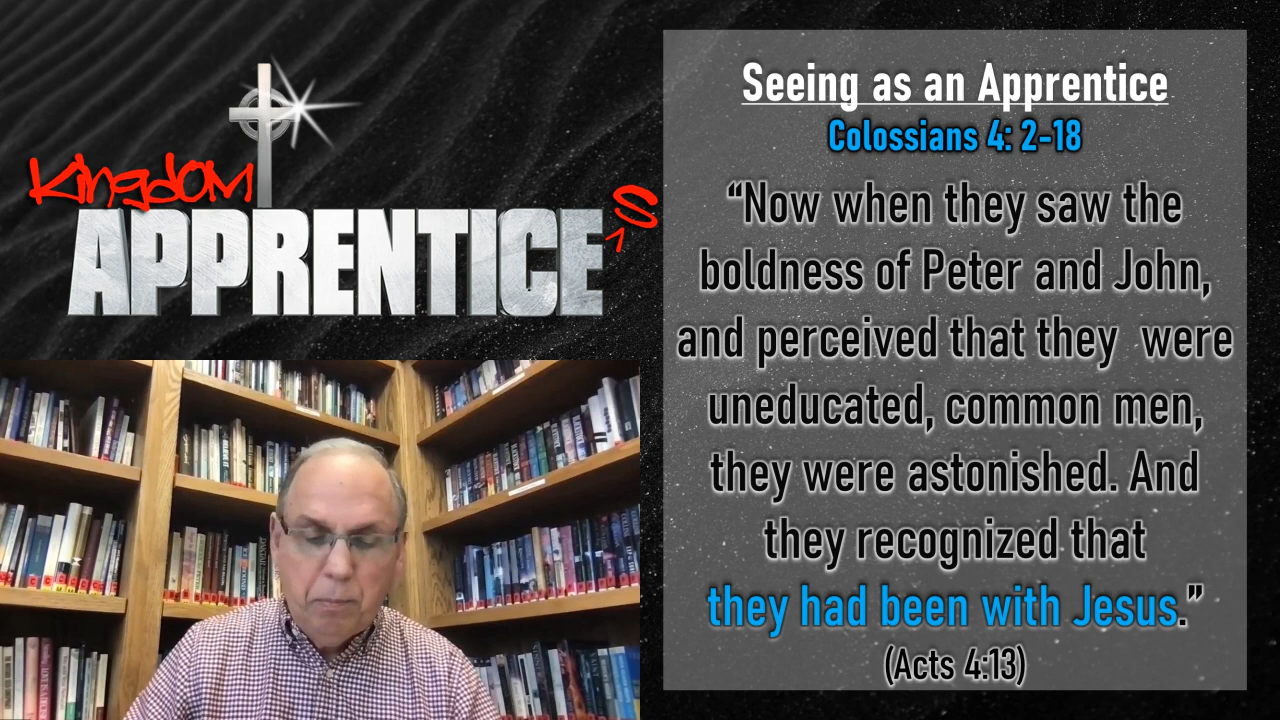 Kingdom
APPRENTICE
^S
Seeing as an Apprentice
Colossians 4: 2-18
“Now when they saw the
boldness of Peter and John,
and perceived that they were
uneducated, common men,
they were astonished. And
they recognized that
they had been with Jesus.”
(Acts 4:13)